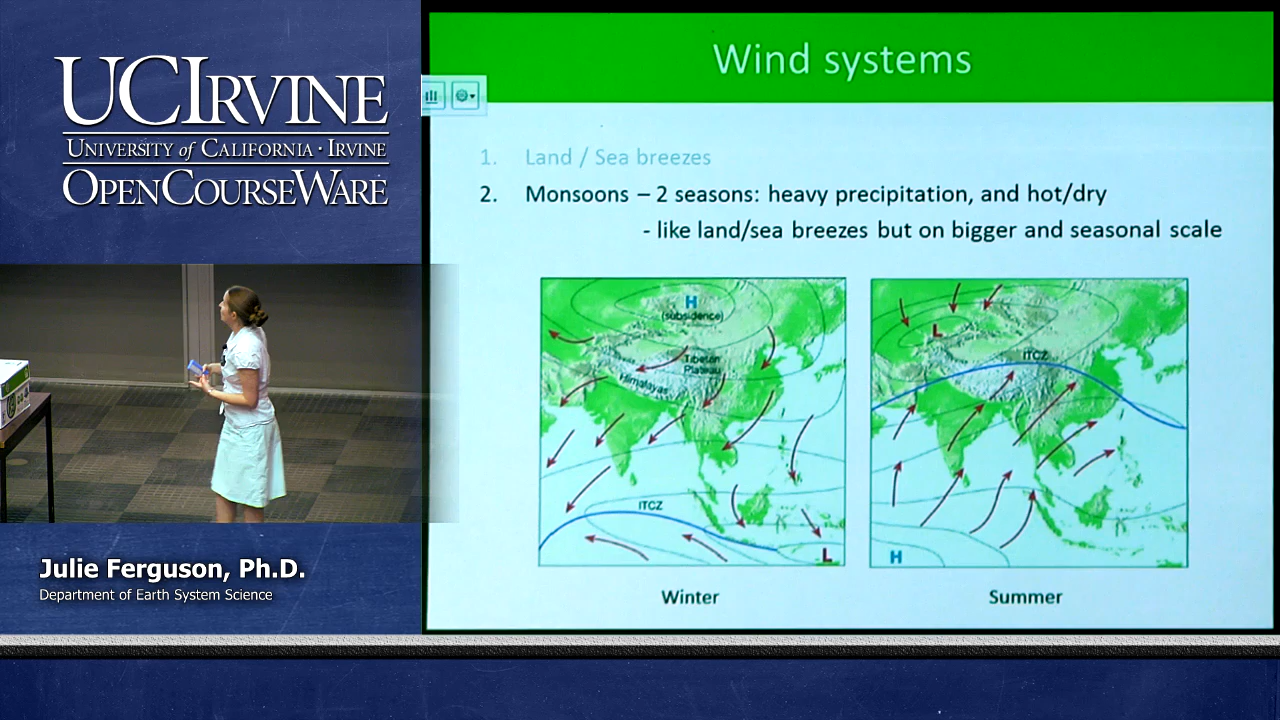 UCIRVINE
UNIVERSITY of CALIFORNIA · IRVINE
OPENCOURSEWARE
Julie Ferguson, Ph.D.
Department of Earth System Science
Wind systems
1. Land / Sea breezes
2. Monsoons – 2 seasons: heavy precipitation, and hot/dry
- like land/sea breezes but on bigger and seasonal scale
H
(subsidence)
Tibetan
Plateau
Himalayas
ITCZ
L
Winter
L
ITCZ
H
Summer